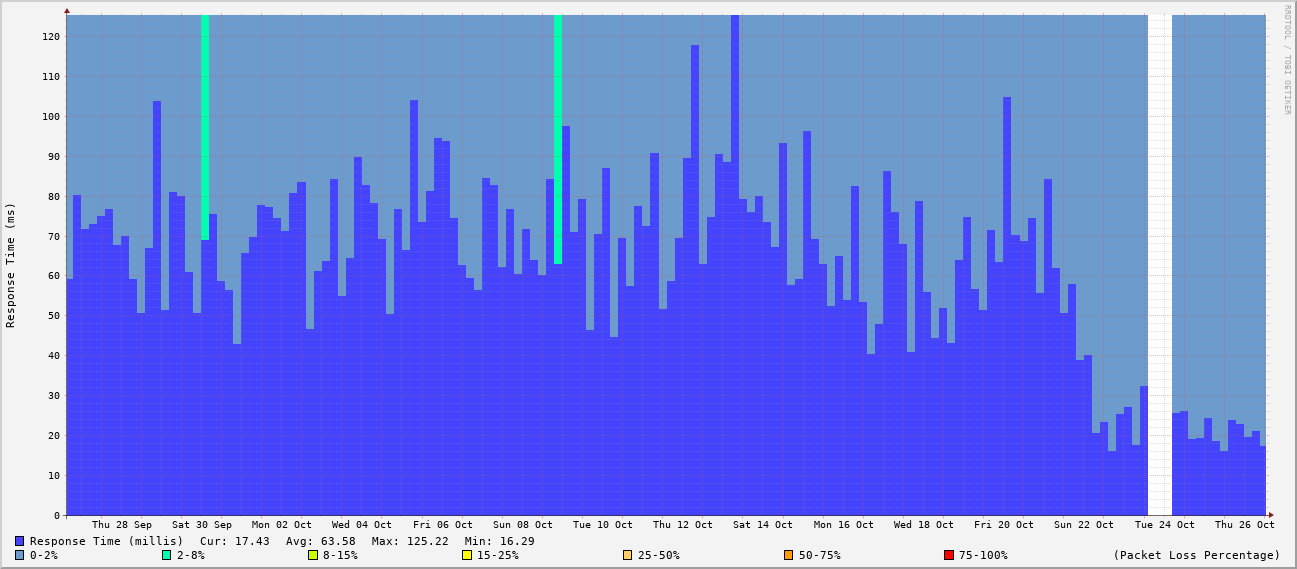 RRDTOOL / TOBI OETIKER
Response Time (ms)
120
110
100
90
80
70
60
50
40
30
20
10
0
Thu 28 Sep Sat 30 Sep Mon 02 Oct Wed 04 Oct Fri 06 Oct Sun 08 Oct Tue 10 Oct Thu 12 Oct Sat 14 Oct Mon 16 Oct Wed 18 Oct Fri 20 Oct Sun 22 Oct Tue 24 Oct Thu 26 Oct
Response Time (millis) Cur: 17.43 Avg: 63.58 Max: 125.22 Min: 16.29
0-2% 2-8% 8-15% 15-25% 25-50% 50-75% 75-100% (Packet Loss Percentage)